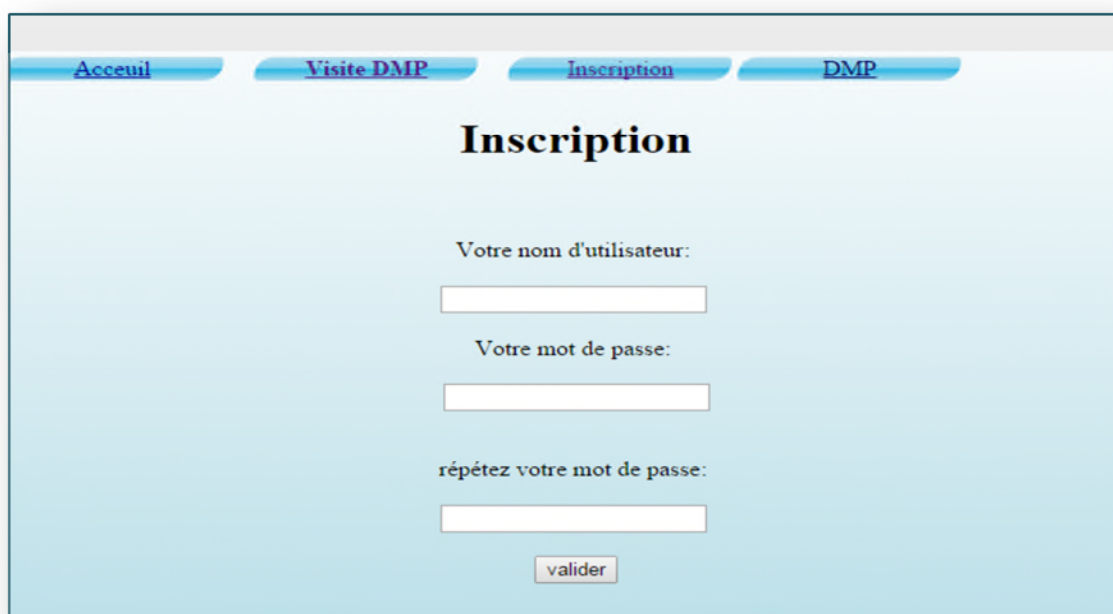 Acceuil Visite DMP Inscription DMP
Inscription
Votre nom d'utilisateur:
Votre mot de passe:
répétez votre mot de passe:
valider